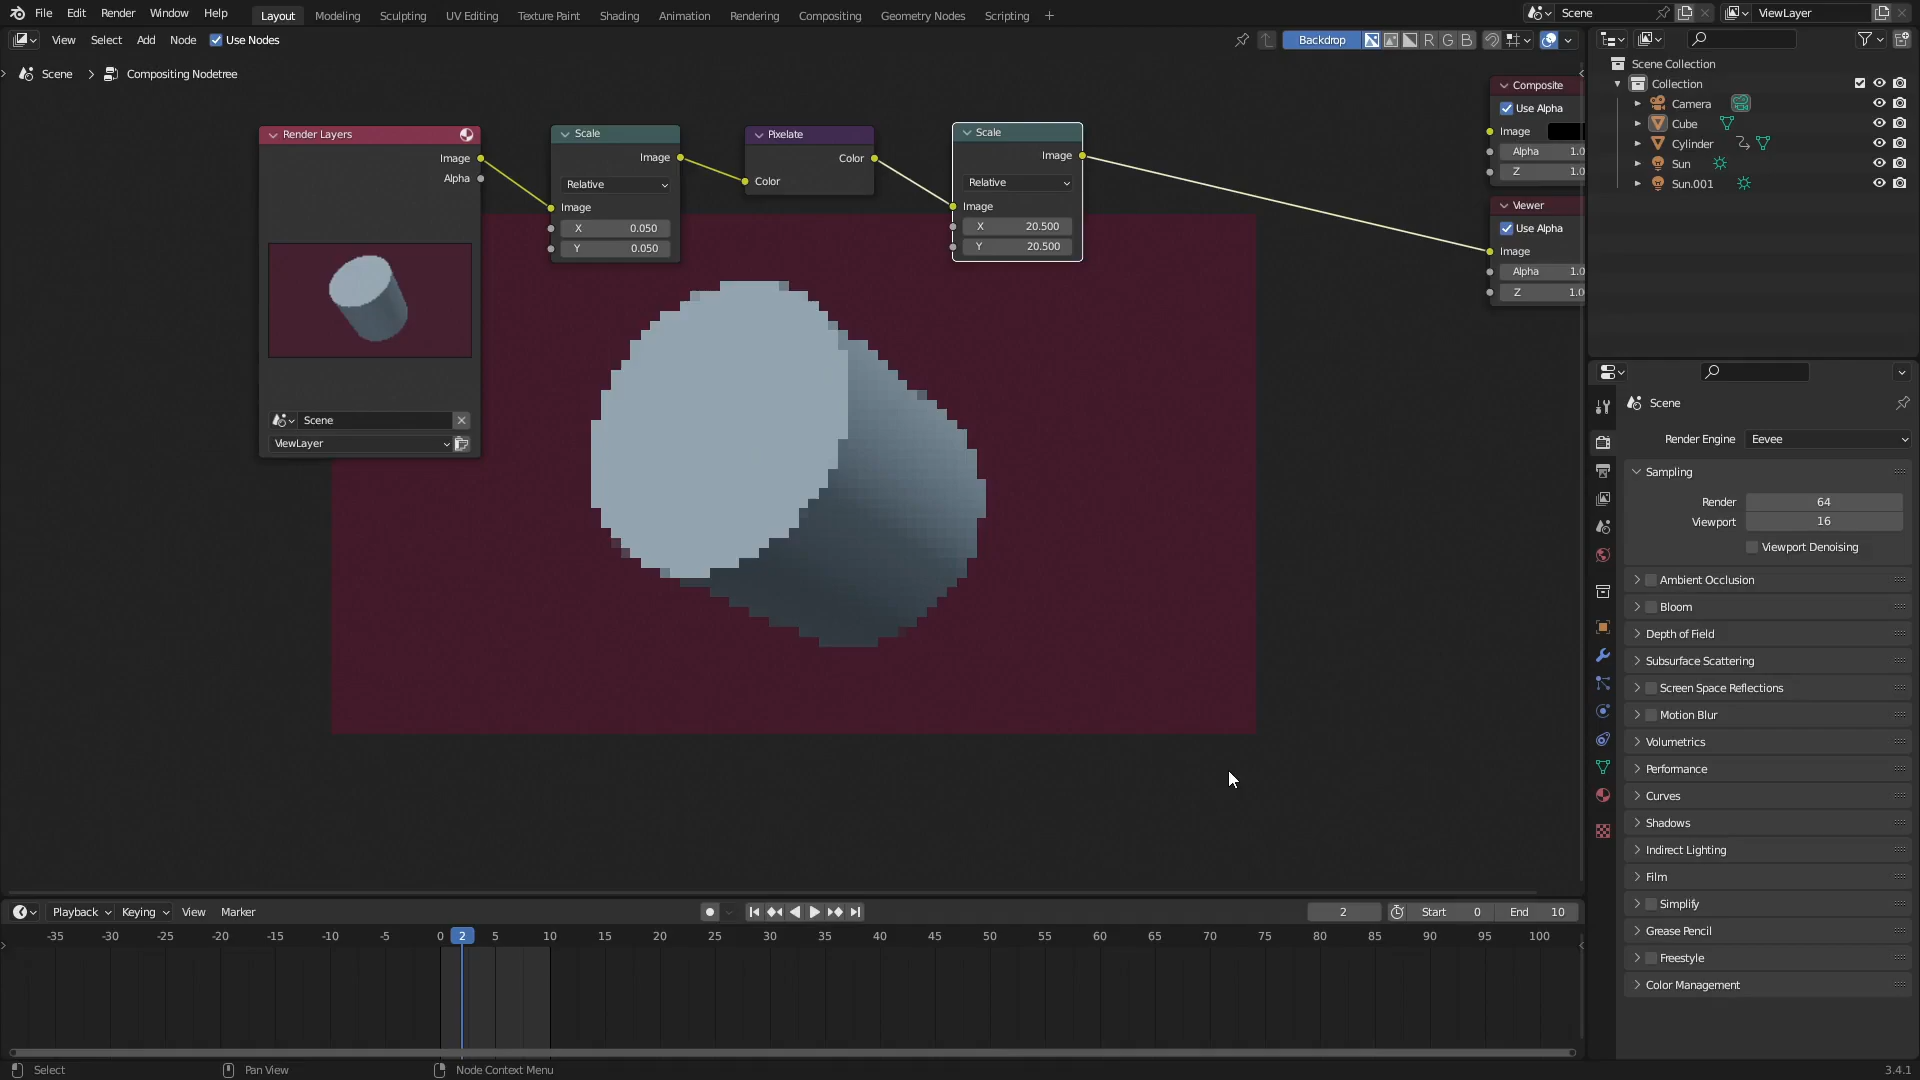 File Edit Render Window Help Layout Modeling Sculpting UV Editing Texture Paint Shading Animation Rendering Compositing Geometry Nodes Scripting + Scene ViewLayer
View Select Add Node Use Nodes Backdrop R G B
Scene > Compositing Nodetree
Render Layers
Image
Alpha
Scene
ViewLayer
Scale
Image
Relative
Image
X 0.050
Y 0.050
Pixelate
Color
Color
Scale
Image
Relative
Image
X 20.500
Y 20.500
Composite
Use Alpha
Image
Alpha 1.0
Z 1.0
Viewer
Use Alpha
Image
Alpha 1.0
Z 1.0
Scene Collection
Collection
Camera
Cube
Cylinder
Sun
Sun.001
Scene
Render Engine Eevee
Sampling
Render 64
Viewport 16
Viewport Denoising
Ambient Occlusion
Bloom
Depth of Field
Subsurface Scattering
Screen Space Reflections
Motion Blur
Volumetrics
Performance
Curves
Shadows
Indirect Lighting
Film
Simplify
Grease Pencil
Freestyle
Color Management
Playback Keying View Marker 2 Start 0 End 10
-35 -30 -25 -20 -15 -10 -5 0 2 5 10 15 20 25 30 35 40 45 50 55 60 65 70 75 80 85 90 95 100
Select Pan View Node Context Menu 3.4.1